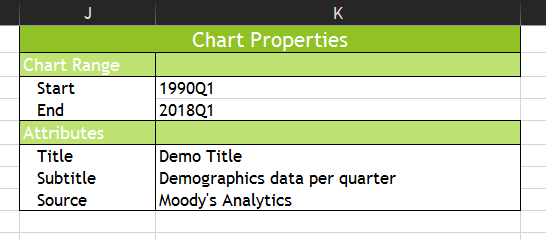 J K
Chart Properties
Chart Range
Start 1990Q1
End 2018Q1
Attributes
Title Demo Title
Subtitle Demographics data per quarter
Source Moody's Analytics